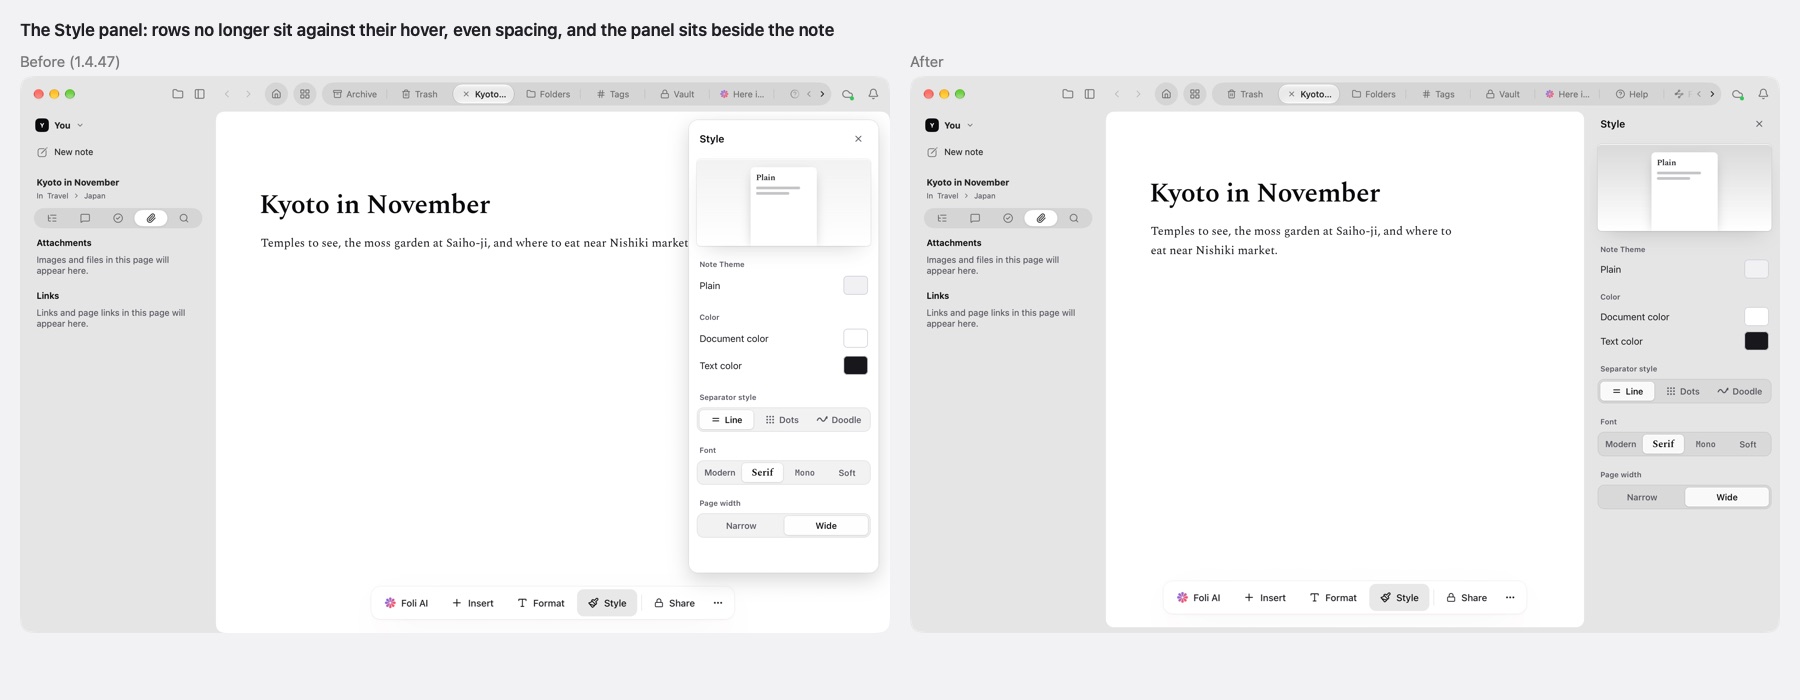 The Style panel: rows no longer sit against their hover, even spacing, and the panel sits beside the note
Before (1.4.47)
Archive Trash Kyoto... Folders # Tags Vault Here i...
Y You
New note
Kyoto in November
In Travel > Japan
Attachments
Images and files in this page will
appear here.
Links
Links and page links in this page will
appear here.
Kyoto in November
Temples to see, the moss garden at Saiho-ji, and where to eat near Nishiki market
Style
Plain
Note Theme
Plain
Color
Document color
Text color
Separator style
Line Dots Doodle
Font
Modern Serif Mono Soft
Page width
Narrow Wide
Foli AI Insert Format Style Share
After
Trash Kyoto... Folders # Tags Vault Here i... Help
Y You
New note
Kyoto in November
In Travel > Japan
Attachments
Images and files in this page will
appear here.
Links
Links and page links in this page will
appear here.
Kyoto in November
Temples to see, the moss garden at Saiho-ji, and where to
eat near Nishiki market.
Style
Plain
Note Theme
Plain
Color
Document color
Text color
Separator style
Line Dots Doodle
Font
Modern Serif Mono Soft
Page width
Narrow Wide
Foli AI Insert Format Style Share